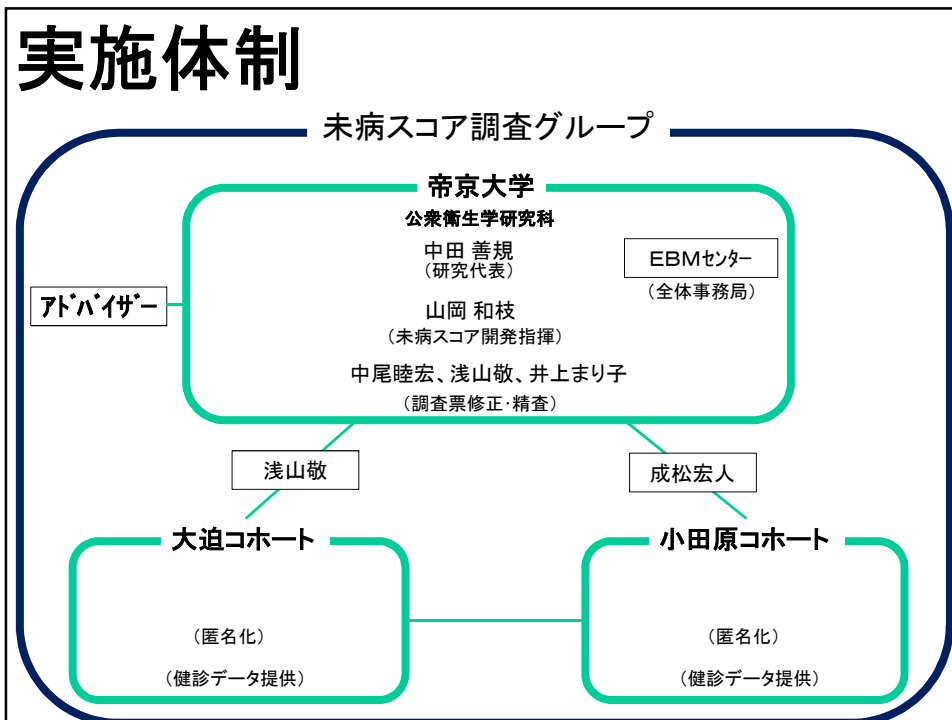 実施体制
未病スコア調査グループ
帝京大学
公衆衛生学研究科
中田 善規
(研究代表)
EBMセンター
(全体事務局)
アドバイザー
山岡 和枝
(未病スコア開発指揮)
中尾睦宏、浅山敬、井上まり子
(調査票修正・精査)
浅山敬
成松宏人
大迫コホート
小田原コホート
(匿名化)
(匿名化)
(健診データ提供)
(健診データ提供)